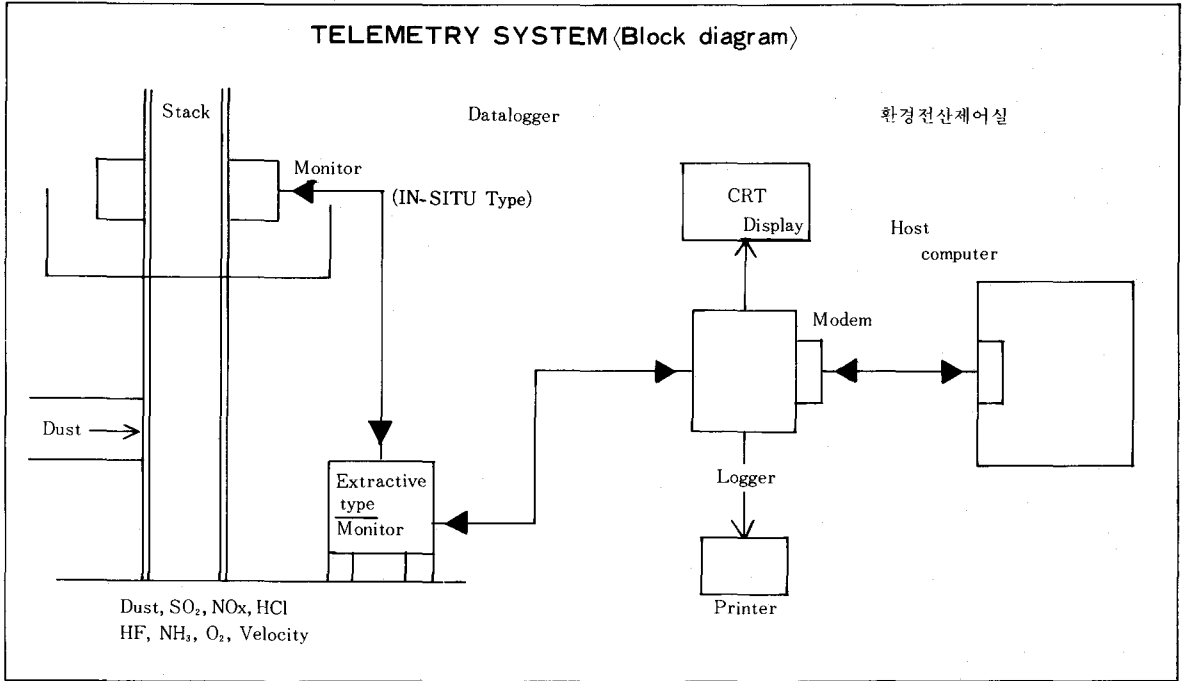 TELEMETRY SYSTEM〈Block diagram〉
Stack
Datalogger
환경전산제어실
Monitor
(IN-SITU Type)
CRT
Display
Host
computer
Modem
Dust
Extractive
type
Monitor
Logger
Printer
Dust, SO₂, NOx, HCl
HF, NH₃, O₂, Velocity